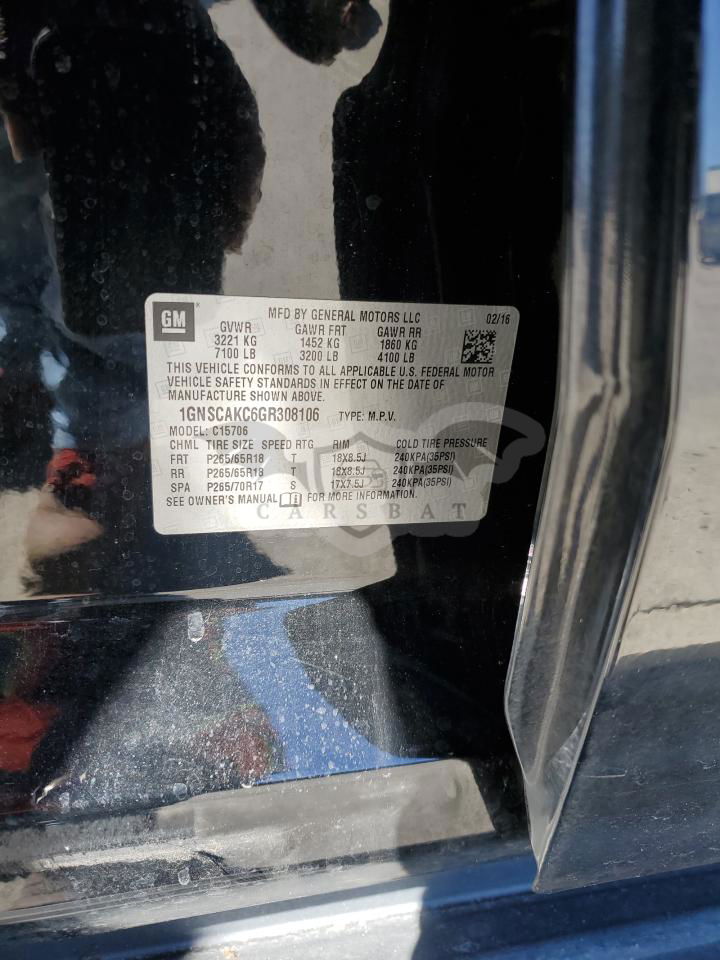 GM®
MFD BY GENERAL MOTORS LLC 02/16
GVWR GAWR FRT GAWR RR
3221 KG 1452 KG 1860 KG
7100 LB 3200 LB 4100 LB
THIS VEHICLE CONFORMS TO ALL APPLICABLE U.S. FEDERAL MOTOR
VEHICLE SAFETY STANDARDS IN EFFECT ON THE DATE OF
MANUFACTURE SHOWN ABOVE.
1GNSCAKC6GR308106 TYPE: M.P.V.
MODEL: C15706
CHML TIRE SIZE SPEED RTG RIM COLD TIRE PRESSURE
FRT P265/65R18 T 18X8.5J 240KPA(35PSI)
RR P265/65R18 T 18X8.5J 240KPA(35PSI)
SPA P265/70R17 S 17X7.5J 240KPA(35PSI)
SEE OWNER'S MANUAL FOR MORE INFORMATION.
CARSBAT